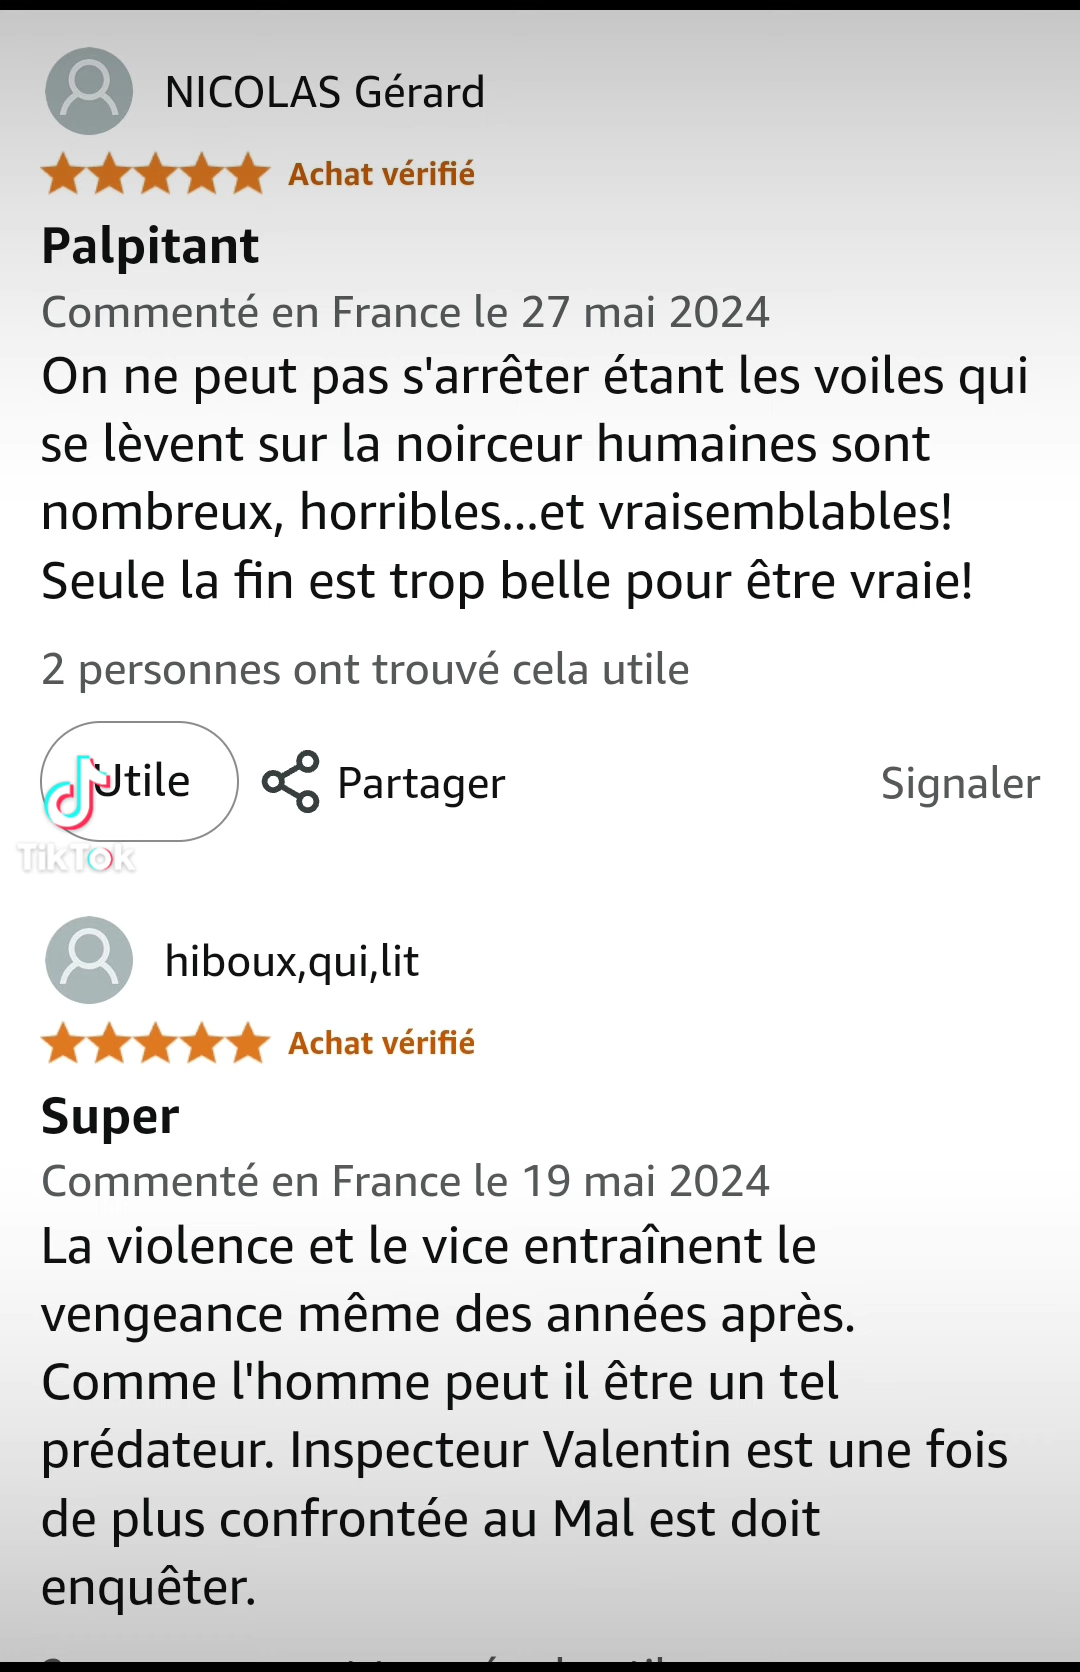 NICOLAS Gérard
Achat vérifié
Palpitant
Commenté en France le 27 mai 2024
On ne peut pas s'arrêter étant les voiles qui
se lèvent sur la noirceur humaines sont
nombreux, horribles...et vraisemblables!
Seule la fin est trop belle pour être vraie!
2 personnes ont trouvé cela utile
Utile
Partager
Signaler
TikTok
hiboux,qui,lit
Achat vérifié
Super
Commenté en France le 19 mai 2024
La violence et le vice entraînent le
vengeance même des années après.
Comme l'homme peut il être un tel
prédateur. Inspecteur Valentin est une fois
de plus confrontée au Mal est doit
enquêter.